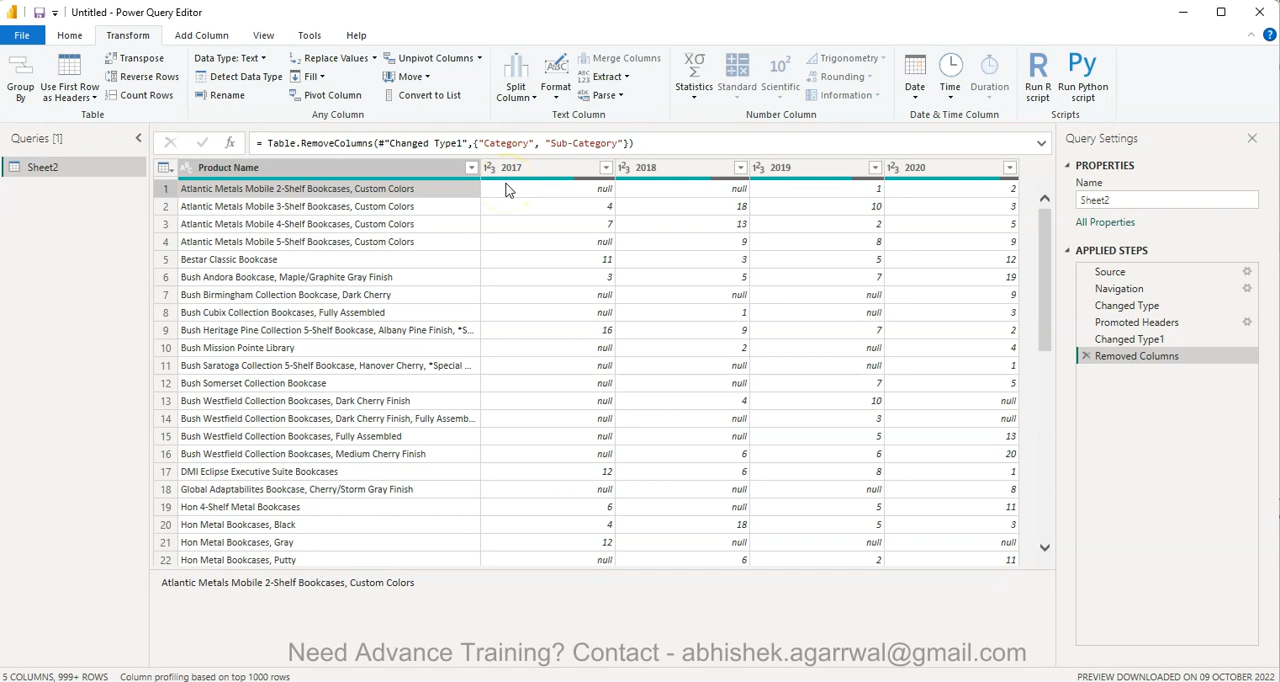 Untitled - Power Query Editor
File Home Transform Add Column View Tools Help
Group By
Use First Row as Headers
Transpose
Reverse Rows
Count Rows
Table
Data Type: Text
Detect Data Type
Rename
Replace Values
Fill
Pivot Column
Unpivot Columns
Move
Convert to List
Any Column
Split Column
Format
Merge Columns
Extract
Parse
Text Column
Statistics
Standard
Scientific
Trigonometry
Rounding
Information
Number Column
Date
Time
Duration
Date & Time Column
Run R script
Run Python script
Scripts
Queries [1]
Sheet2
= Table.RemoveColumns(#"Changed Type1",{"Category", "Sub-Category"})
Product Name 2017 2018 2019 2020
1 Atlantic Metals Mobile 2-Shelf Bookcases, Custom Colors null null 1 2
2 Atlantic Metals Mobile 3-Shelf Bookcases, Custom Colors 4 18 10 3
3 Atlantic Metals Mobile 4-Shelf Bookcases, Custom Colors 7 13 2 5
4 Atlantic Metals Mobile 5-Shelf Bookcases, Custom Colors null 9 8 9
5 Bestar Classic Bookcase 11 3 5 12
6 Bush Andora Bookcase, Maple/Graphite Gray Finish 3 5 7 19
7 Bush Birmingham Collection Bookcase, Dark Cherry null null null 9
8 Bush Cubix Collection Bookcases, Fully Assembled null 1 null 3
9 Bush Heritage Pine Collection 5-Shelf Bookcase, Albany Pine Finish, *S... 16 9 7 2
10 Bush Mission Pointe Library null 2 null 4
11 Bush Saratoga Collection 5-Shelf Bookcase, Hanover Cherry, *Special ... null null null 1
12 Bush Somerset Collection Bookcase null null 7 5
13 Bush Westfield Collection Bookcases, Dark Cherry Finish null 4 10 null
14 Bush Westfield Collection Bookcases, Dark Cherry Finish, Fully Assemb... null null 3 null
15 Bush Westfield Collection Bookcases, Fully Assembled null null 5 13
16 Bush Westfield Collection Bookcases, Medium Cherry Finish null 6 6 20
17 DMI Eclipse Executive Suite Bookcases 12 6 8 1
18 Global Adaptabilites Bookcase, Cherry/Storm Gray Finish null null null 8
19 Hon 4-Shelf Metal Bookcases 6 null 5 11
20 Hon Metal Bookcases, Black 4 18 5 3
21 Hon Metal Bookcases, Gray 12 null null null
22 Hon Metal Bookcases, Putty null 6 2 11
Atlantic Metals Mobile 2-Shelf Bookcases, Custom Colors
Query Settings
PROPERTIES
Name
Sheet2
All Properties
APPLIED STEPS
Source
Navigation
Changed Type
Promoted Headers
Changed Type1
Removed Columns
Need Advance Training? Contact - abhishek.agarrwal@gmail.com
5 COLUMNS, 999+ ROWS Column profiling based on top 1000 rows PREVIEW DOWNLOADED ON 09 OCTOBER 2022